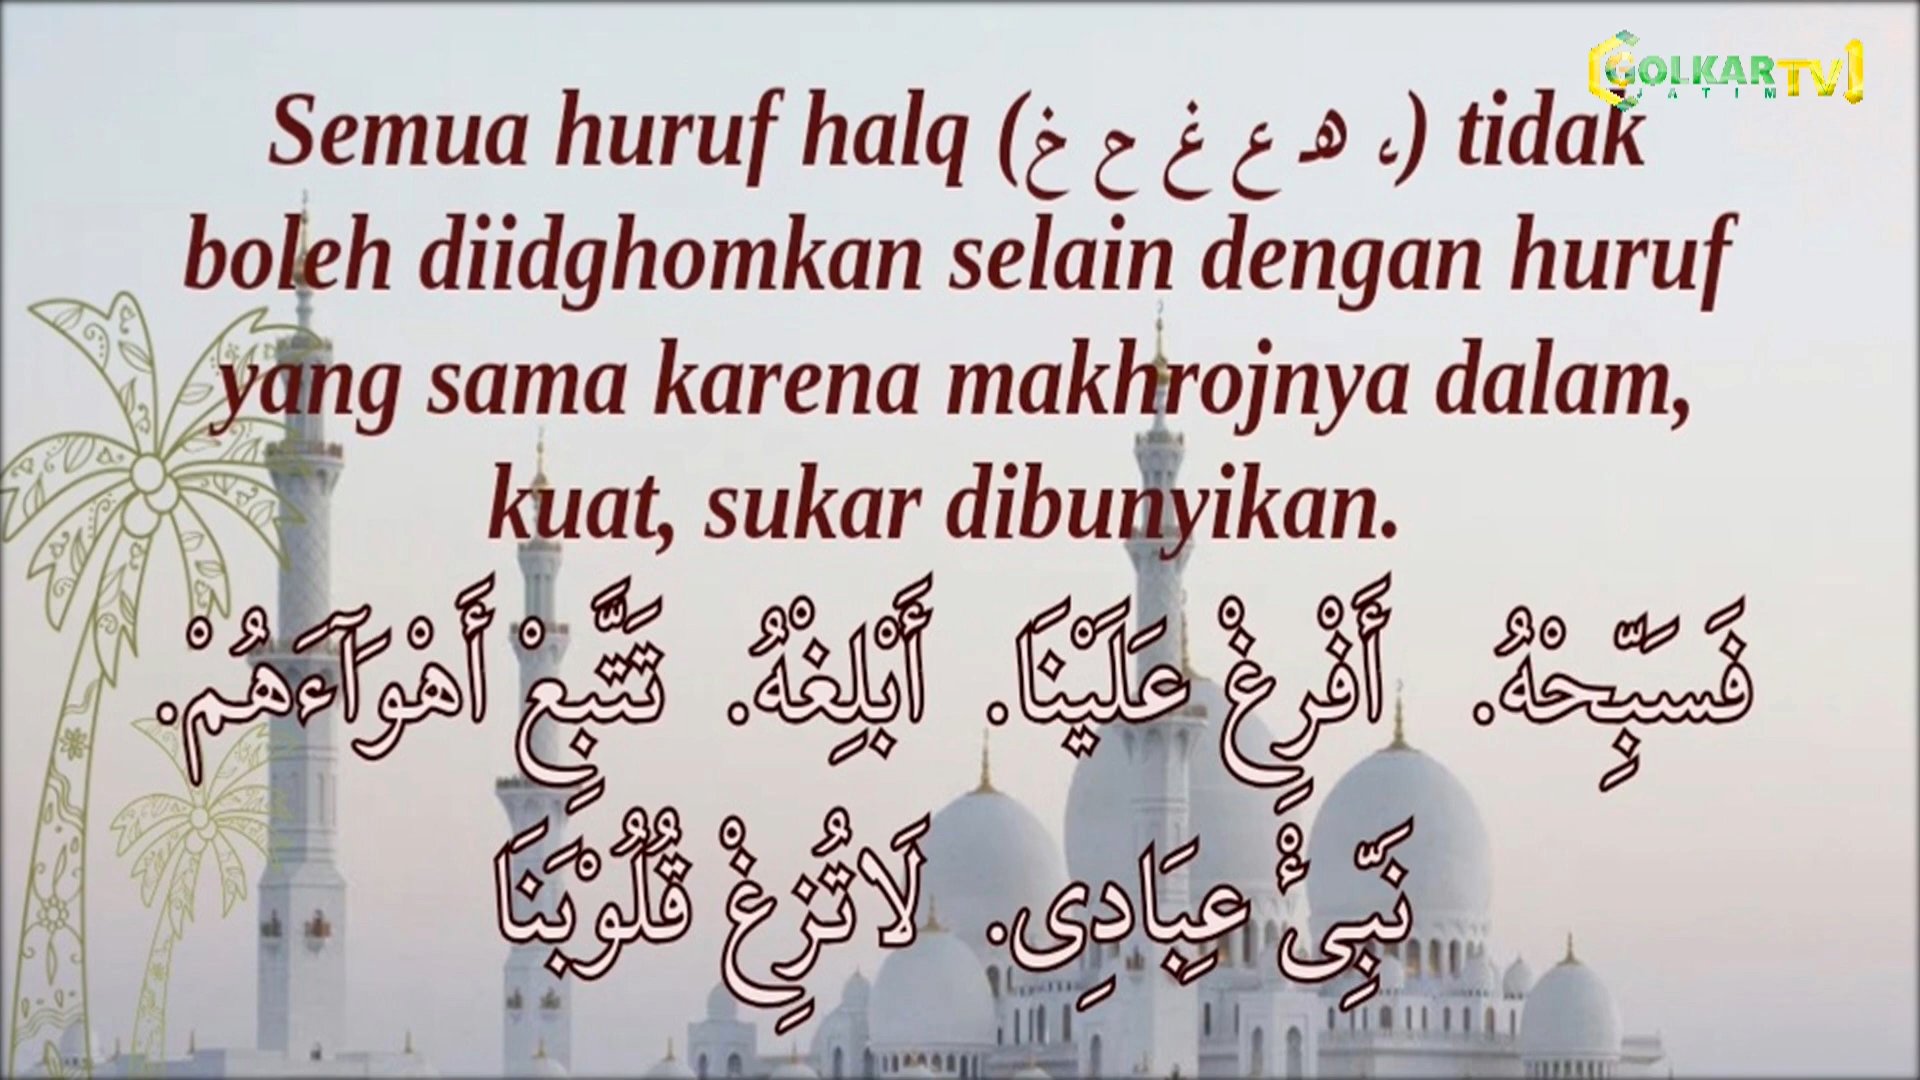 GOLKAR TV
JATIM
Semua huruf halq (خ ح غ ع هـ ء) tidak
boleh diidghomkan selain dengan huruf
yang sama karena makhrojnya dalam,
kuat, sukar dibunyikan.
فَسَبِّحْهُ. أَفْرِغْ عَلَيْنَا. أَبْلِغْهُ. تَتَّبِعْ أَهْوَآءَهُمْ.
نَبِّئْ عِبَادِى. لَاتُزِغْ قُلُوْبَنَا